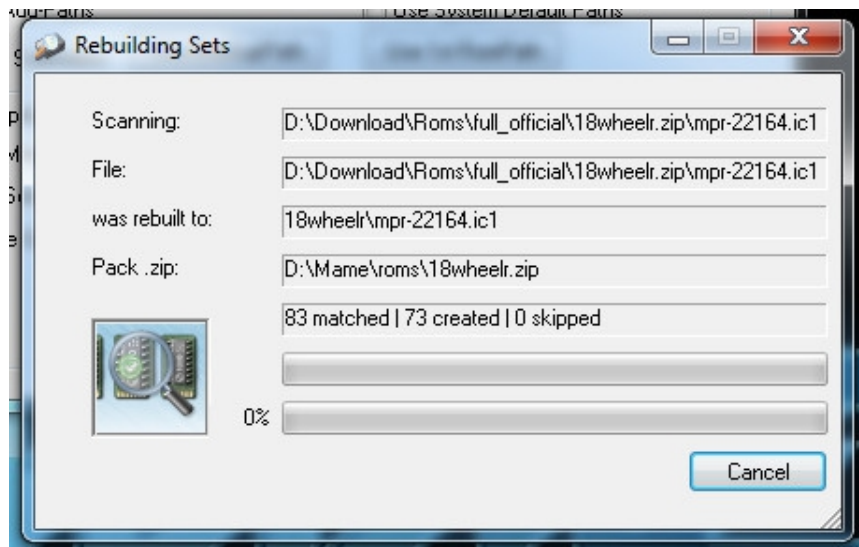 Use System Default Paths
Rebuilding Sets
Scanning: D:\Download\Roms\full_official\18wheelr.zip\mpr-22164.ic1
File: D:\Download\Roms\full_official\18wheelr.zip\mpr-22164.ic1
was rebuilt to: 18wheelr\mpr-22164.ic1
Pack .zip: D:\Mame\roms\18wheelr.zip
83 matched | 73 created | 0 skipped
0%
Cancel